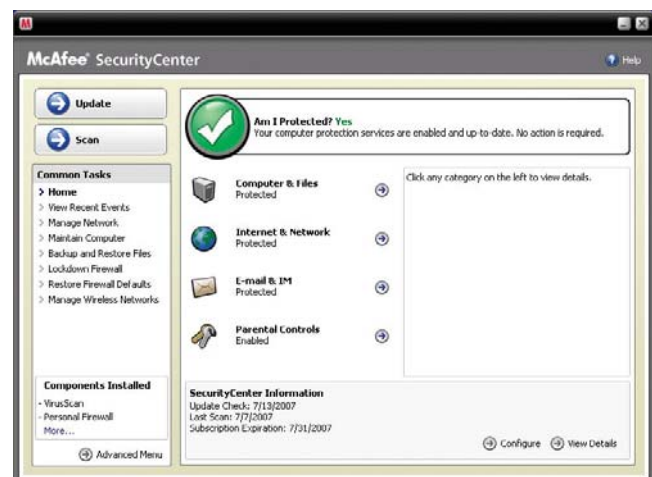 M
McAfee® SecurityCenter
Help
Update
Scan
Common Tasks
Home
View Recent Events
Manage Network
Maintain Computer
Backup and Restore Files
Lockdown Firewall
Restore Firewall Defaults
Manage Wireless Networks
Components Installed
- VirusScan
- Personal Firewall
More...
Advanced Menu
Am I Protected? Yes
Your computer protection services are enabled and up-to-date. No action is required.
Computer & Files
Protected
Internet & Network
Protected
E-mail & IM
Protected
Parental Controls
Enabled
Click any category on the left to view details.
SecurityCenter Information
Update Check: 7/13/2007
Last Scan: 7/7/2007
Subscription Expiration: 7/31/2007
Configure
View Details